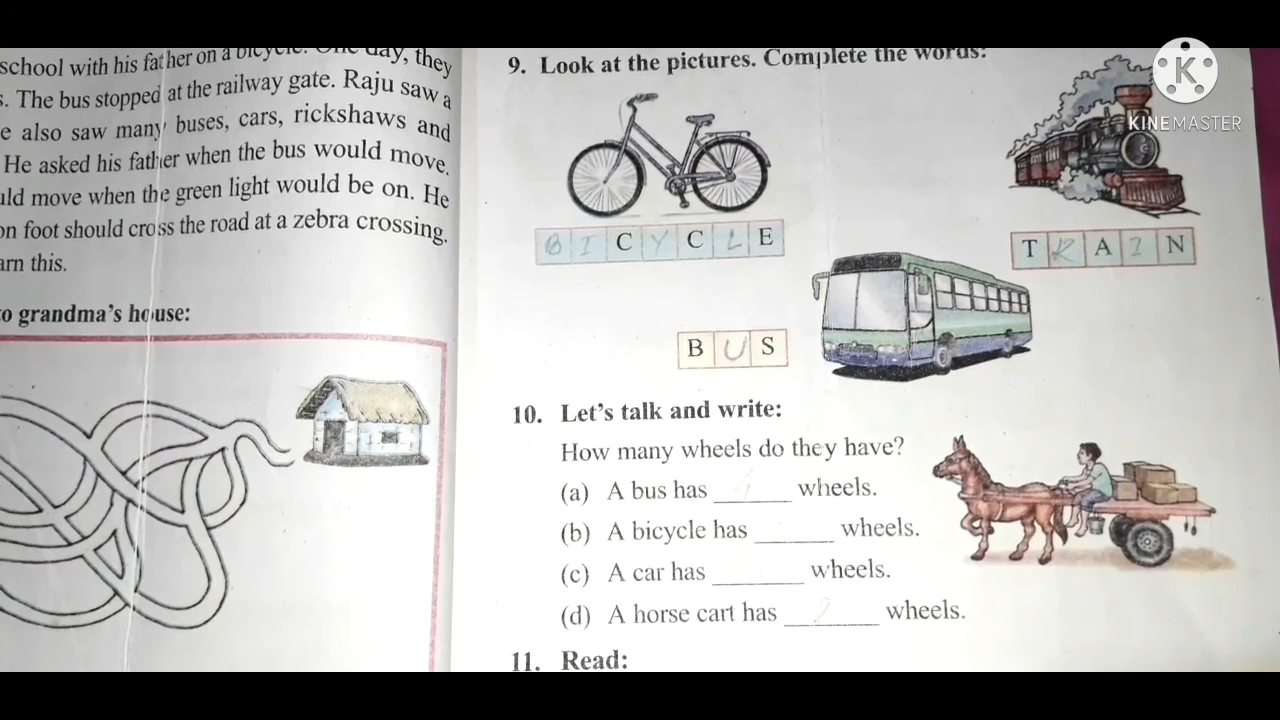 school with his father on a bicycle. One day, they
s. The bus stopped at the railway gate. Raju saw a
e also saw many buses, cars, rickshaws and
He asked his father when the bus would move.
uld move when the green light would be on. He
on foot should cross the road at a zebra crossing.
arn this.
to grandma's house:
9. Look at the pictures. Complete the words:
KINEMASTER
BICYCLE
TRAIN
BUS
10. Let's talk and write:
How many wheels do they have?
(a) A bus has ______ wheels.
(b) A bicycle has ______ wheels.
(c) A car has ______ wheels.
(d) A horse cart has 2 wheels.
11. Read: